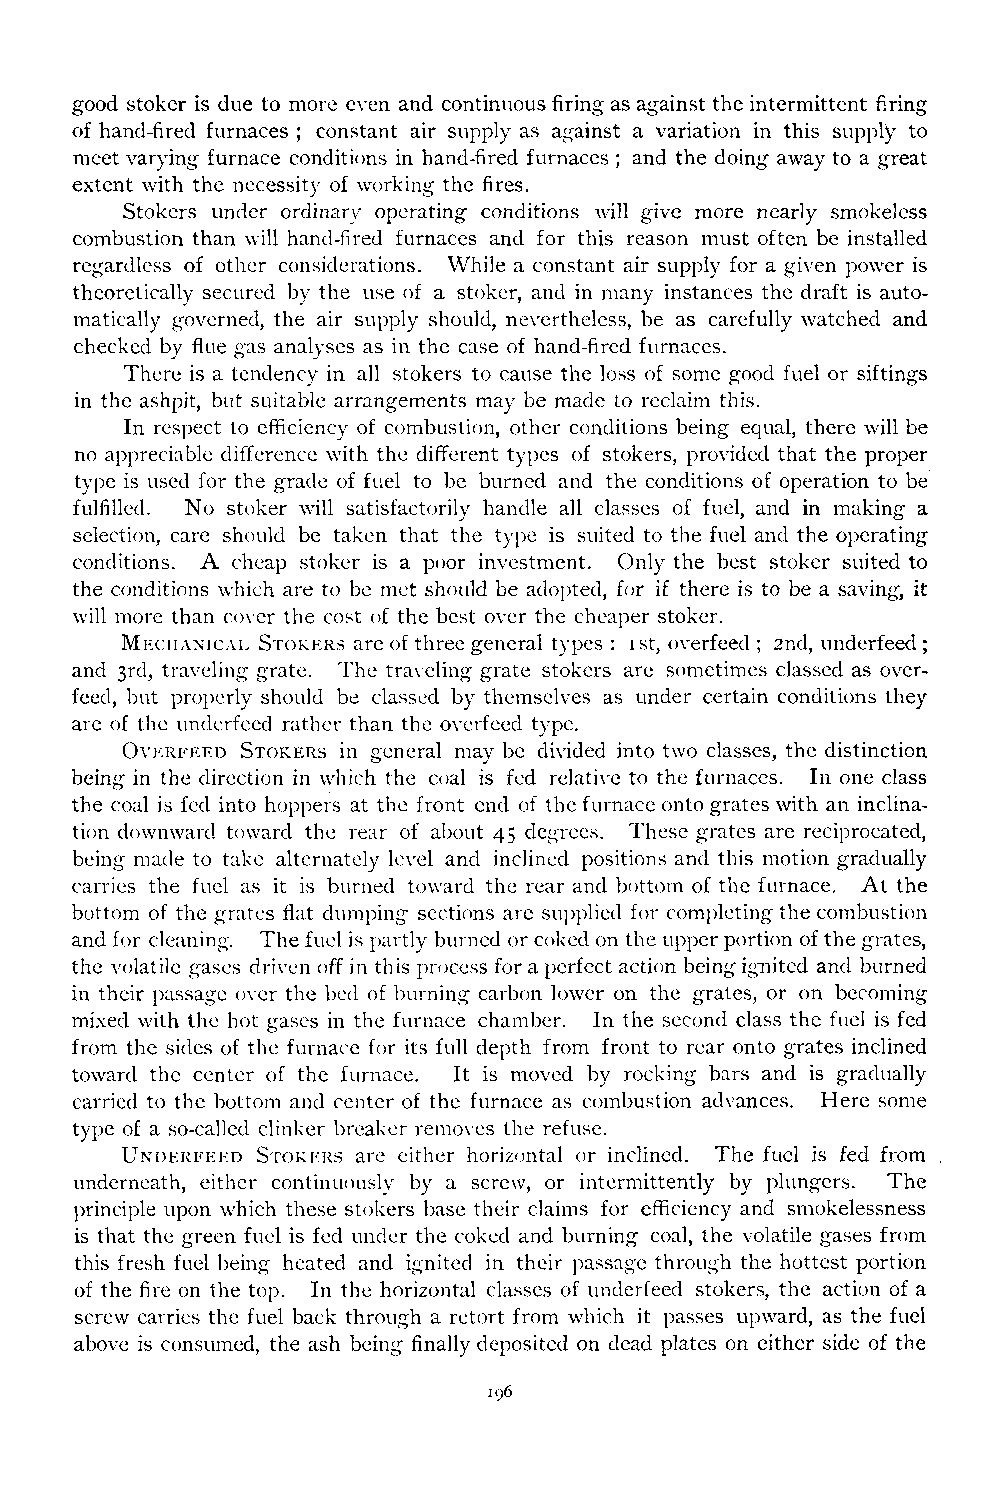 good stoker is due to more even and continuous firing as against the intermittent firing
of hand-fired furnaces ; constant air supply as against a variation in this supply to
meet varying furnace conditions in hand-fired furnaces ; and the doing away to a great
extent with the necessity of working the fires.
Stokers under ordinary operating conditions will give more nearly smokeless
combustion than will hand-fired furnaces and for this reason must often be installed
regardless of other considerations. While a constant air supply for a given power is
theoretically secured by the use of a stoker, and in many instances the draft is auto-
matically governed, the air supply should, nevertheless, be as carefully watched and
checked by flue gas analyses as in the case of hand-fired furnaces.
There is a tendency in all stokers to cause the loss of some good fuel or siftings
in the ashpit, but suitable arrangements may be made to reclaim this.
In respect to efficiency of combustion, other conditions being equal, there will be
no appreciable difference with the different types of stokers, provided that the proper
type is used for the grade of fuel to be burned and the conditions of operation to be
fulfilled. No stoker will satisfactorily handle all classes of fuel, and in making a
selection, care should be taken that the type is suited to the fuel and the operating
conditions. A cheap stoker is a poor investment. Only the best stoker suited to
the conditions which are to be met should be adopted, for if there is to be a saving, it
will more than cover the cost of the best over the cheaper stoker.
MECHANICAL STOKERS are of three general types : 1st, overfeed ; 2nd, underfeed ;
and 3rd, traveling grate. The traveling grate stokers are sometimes classed as over-
feed, but properly should be classed by themselves as under certain conditions they
are of the underfeed rather than the overfeed type.
OVERFEED STOKERS in general may be divided into two classes, the distinction
being in the direction in which the coal is fed relative to the furnaces. In one class
the coal is fed into hoppers at the front end of the furnace onto grates with an inclina-
tion downward toward the rear of about 45 degrees. These grates are reciprocated,
being made to take alternately level and inclined positions and this motion gradually
carries the fuel as it is burned toward the rear and bottom of the furnace. At the
bottom of the grates flat dumping sections are supplied for completing the combustion
and for cleaning. The fuel is partly burned or coked on the upper portion of the grates,
the volatile gases driven off in this process for a perfect action being ignited and burned
in their passage over the bed of burning carbon lower on the grates, or on becoming
mixed with the hot gases in the furnace chamber. In the second class the fuel is fed
from the sides of the furnace for its full depth from front to rear onto grates inclined
toward the center of the furnace. It is moved by rocking bars and is gradually
carried to the bottom and center of the furnace as combustion advances. Here some
type of a so-called clinker breaker removes the refuse.
UNDERFEED STOKERS are either horizontal or inclined. The fuel is fed from
underneath, either continuously by a screw, or intermittently by plungers. The
principle upon which these stokers base their claims for efficiency and smokelessness
is that the green fuel is fed under the coked and burning coal, the volatile gases from
this fresh fuel being heated and ignited in their passage through the hottest portion
of the fire on the top. In the horizontal classes of underfeed stokers, the action of a
screw carries the fuel back through a retort from which it passes upward, as the fuel
above is consumed, the ash being finally deposited on dead plates on either side of the
196